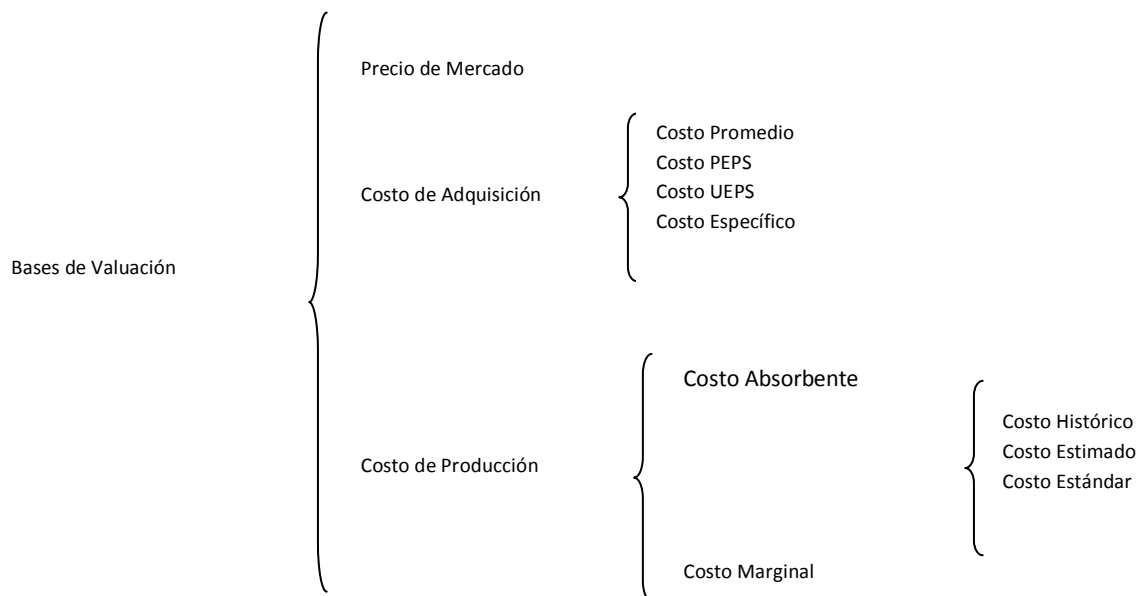 Bases de Valuación
Precio de Mercado
Costo de Adquisición
Costo Promedio
Costo PEPS
Costo UEPS
Costo Específico
Costo de Producción
Costo Absorbente
Costo Histórico
Costo Estimado
Costo Estándar
Costo Marginal